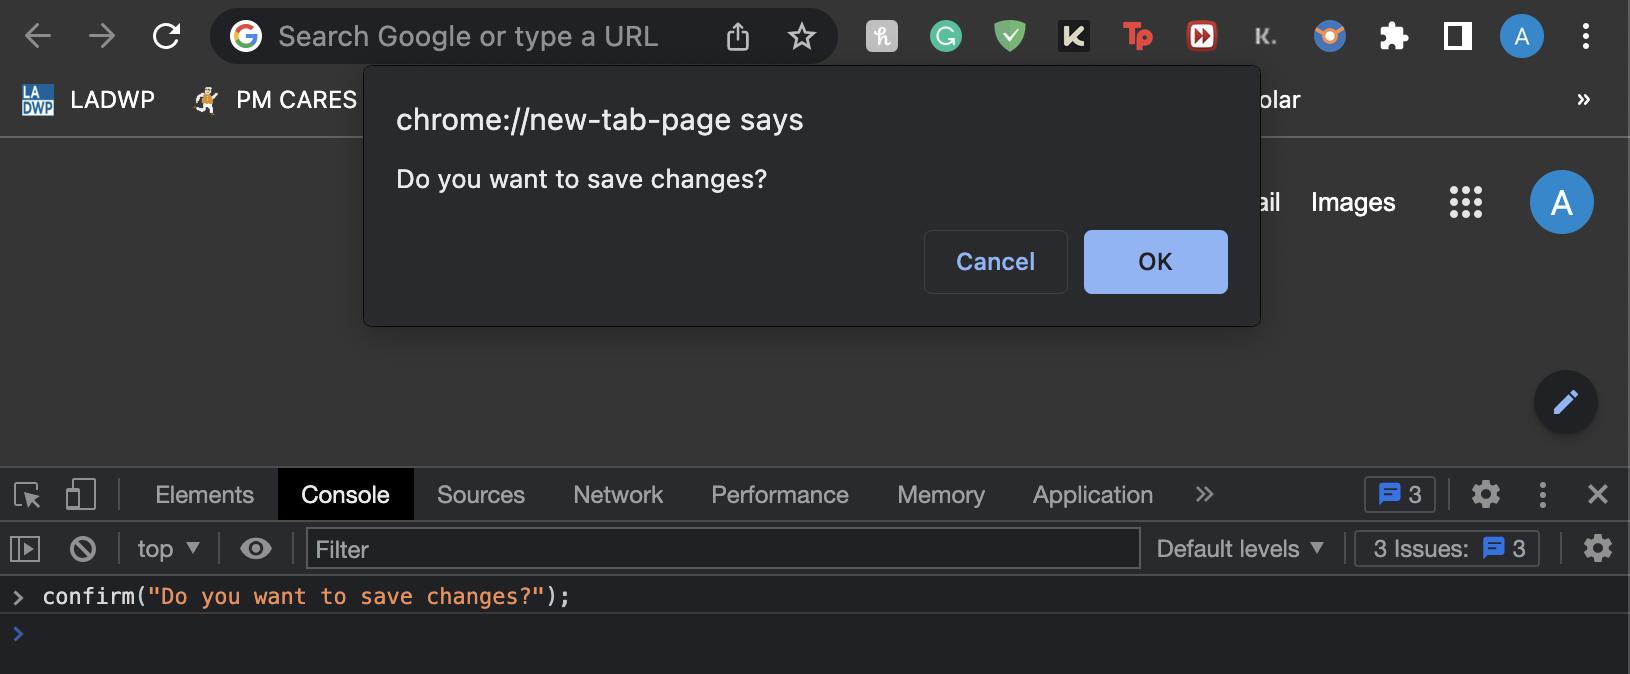 Search Google or type a URL
LA
DWP
LADWP
PM CARES
olar
»
chrome://new-tab-page says
Do you want to save changes?
Cancel
OK
ail
Images
A
A
Elements
Console
Sources
Network
Performance
Memory
Application
3
top
Filter
Default levels
3 Issues:
3
> confirm("Do you want to save changes?");
>
G
h
G
K
Tp
K.